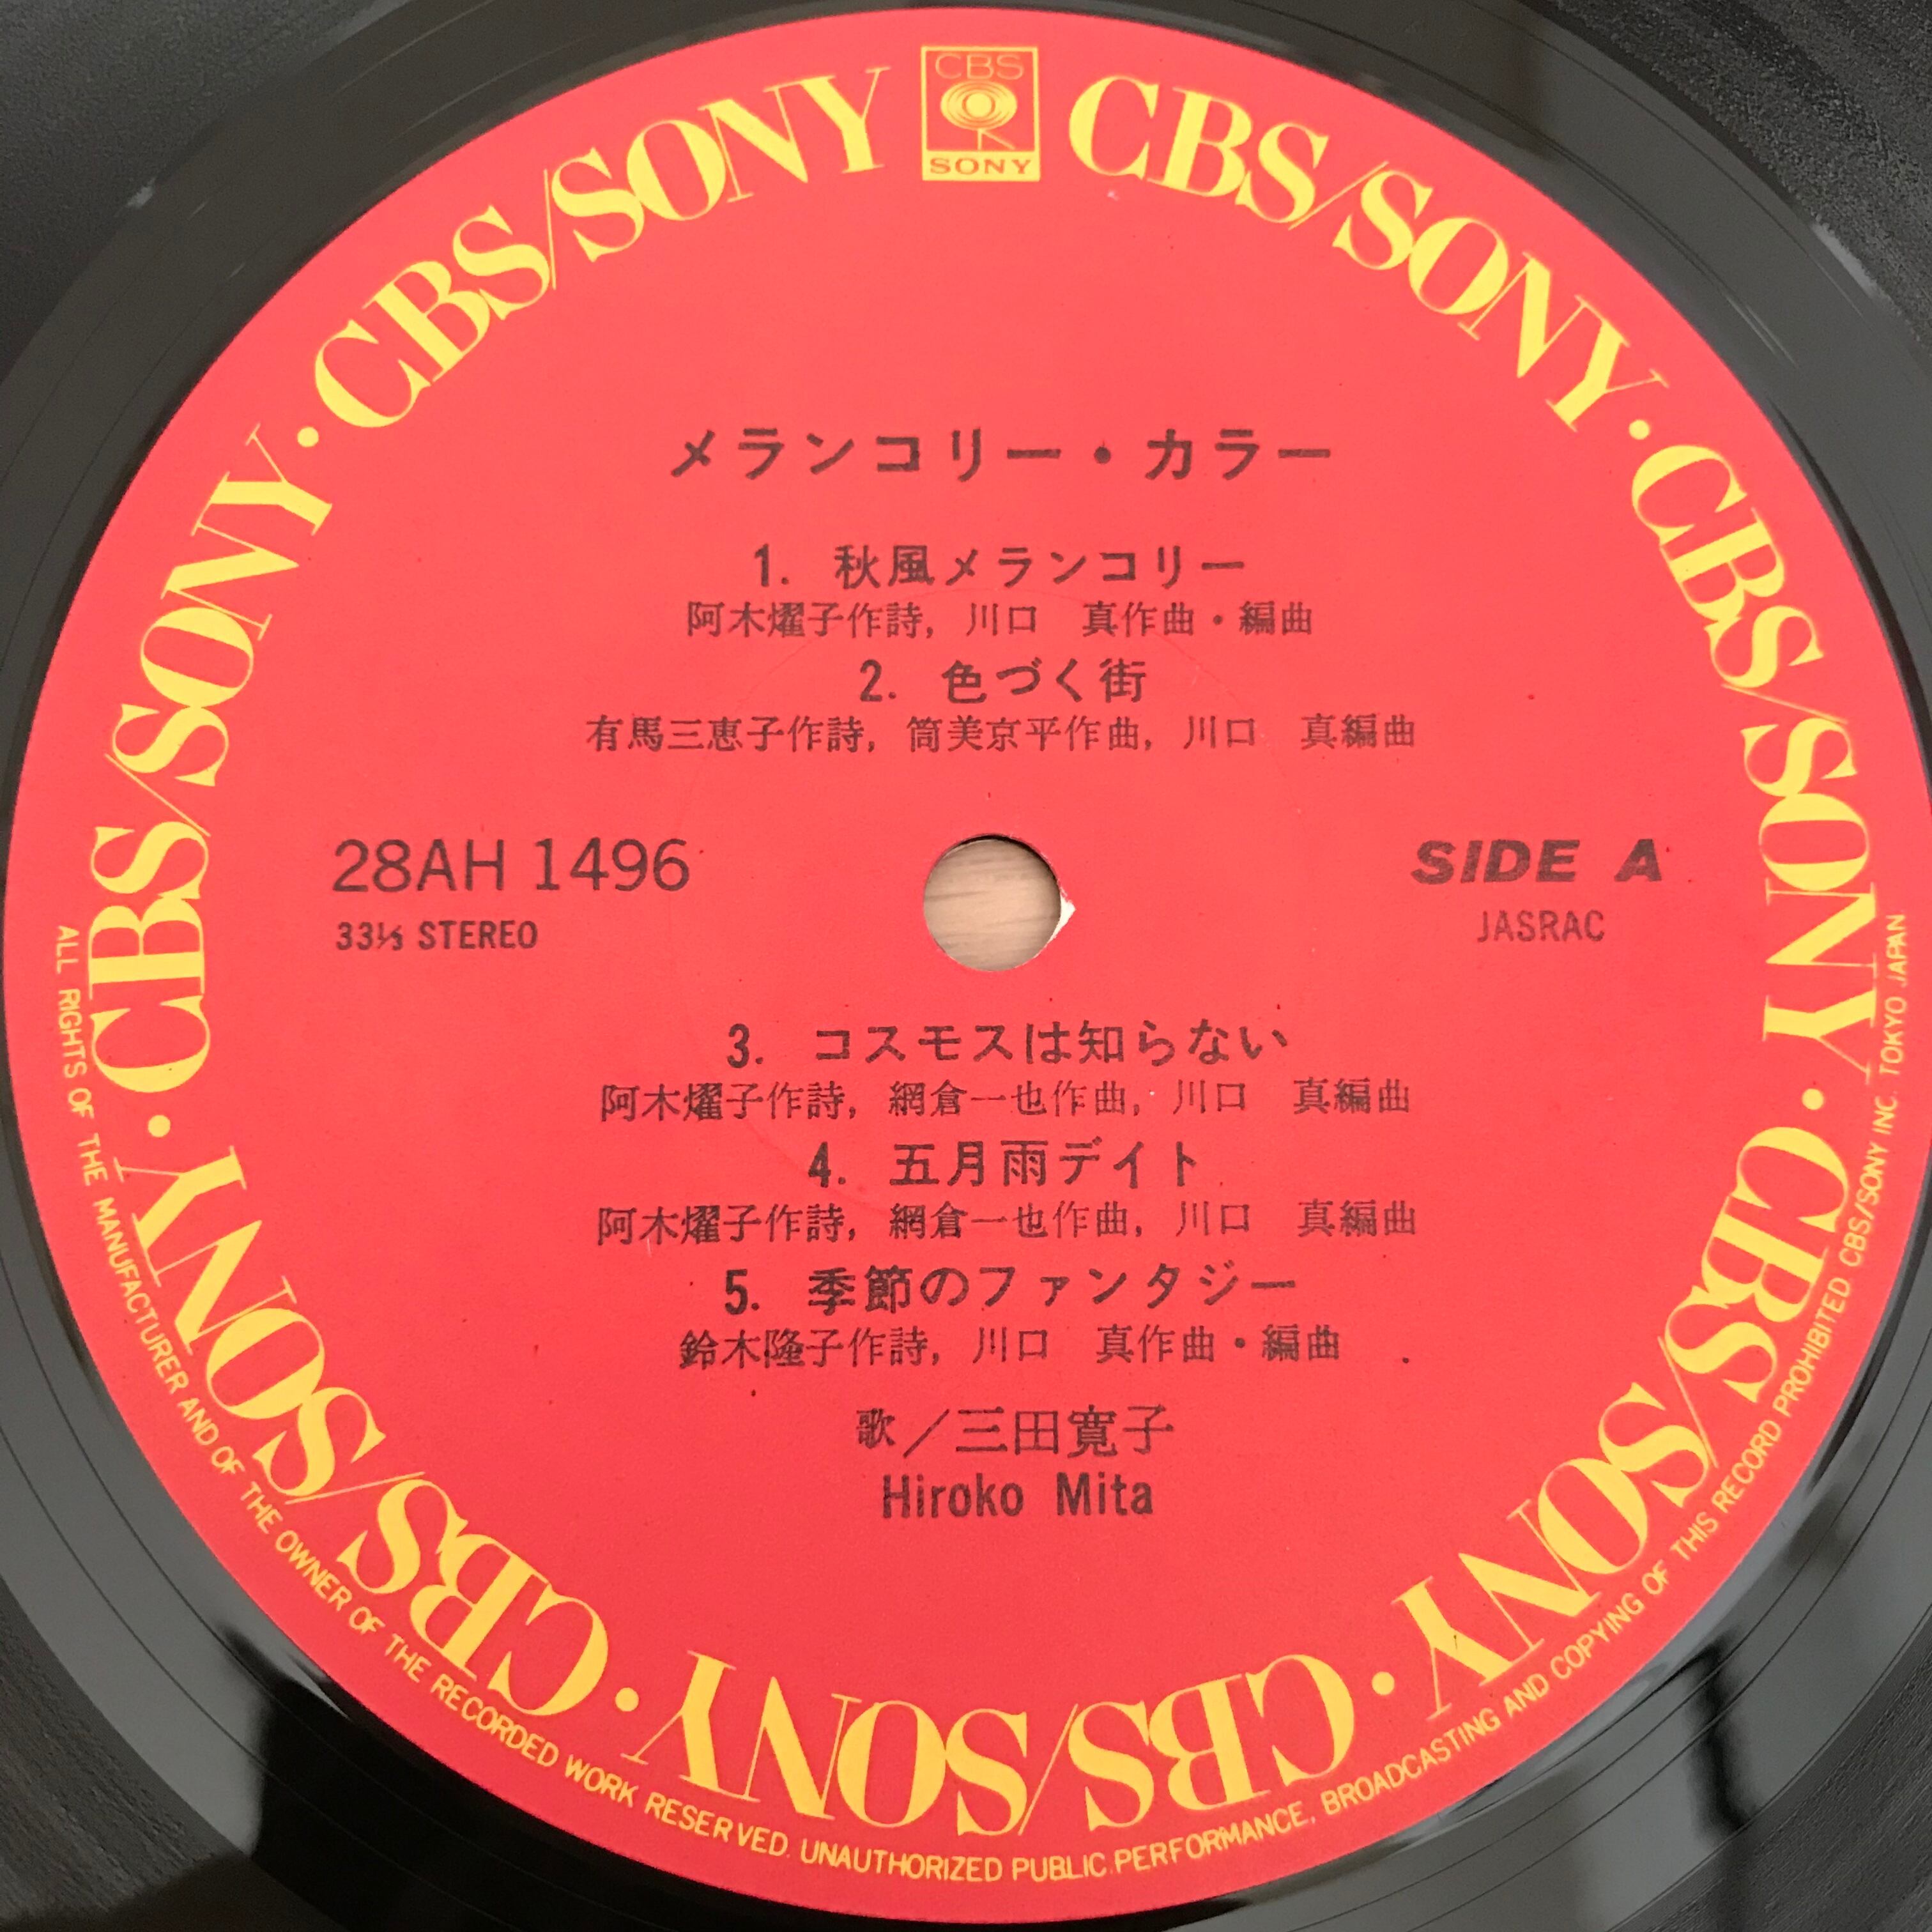 CBS
SONY
CBS/SONY・CBS/SONY・CBS/SONY・CBS/SONY・CBS/SONY・CBS/SONY・CBS/SONY
メランコリー・カラー
1. 秋風メランコリー
阿木燿子作詩, 川口 真作曲・編曲
2. 色づく街
有馬三恵子作詩, 筒美京平作曲, 川口 真編曲
28AH 1496
33⅓ STEREO
SIDE A
JASRAC
3. コスモスは知らない
阿木燿子作詩, 網倉一也作曲, 川口 真編曲
4. 五月雨デイト
阿木燿子作詩, 網倉一也作曲, 川口 真編曲
5. 季節のファンタジー
鈴木隆子作詩, 川口 真作曲・編曲
歌／三田寛子
Hiroko Mita
ALL RIGHTS OF THE MANUFACTURER AND OF THE OWNER OF THE RECORDED WORK RESERVED. UNAUTHORIZED PUBLIC PERFORMANCE, BROADCASTING AND COPYING OF THIS RECORD PROHIBITED CBS/SONY INC. TOKYO JAPAN